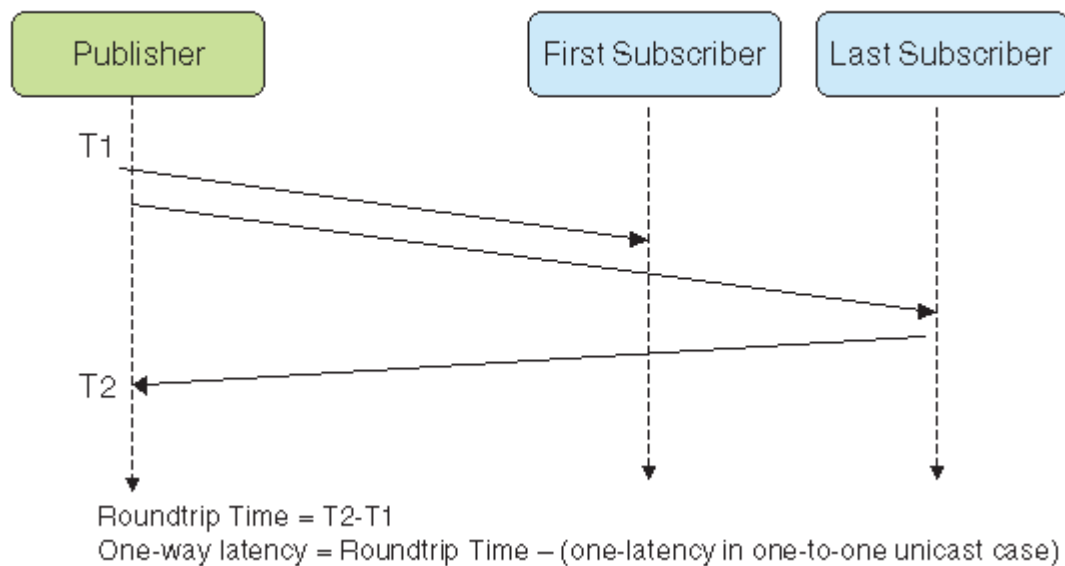 Publisher
First Subscriber
Last Subscriber
T1
T2
Roundtrip Time = T2-T1
One-way latency = Roundtrip Time – (one-latency in one-to-one unicast case)